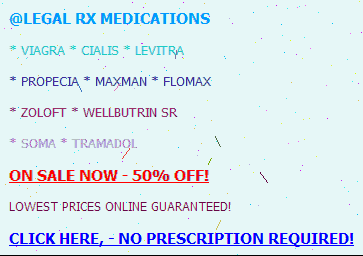 @LEGAL RX MEDICATIONS
* VIAGRA * CIALIS * LEVITRA
* PROPECIA * MAXMAN * FLOMAX
* ZOLOFT * WELLBUTRIN SR
* SOMA * TRAMADOL
ON SALE NOW - 50% OFF!
LOWEST PRICES ONLINE GUARANTEED!
CLICK HERE, - NO PRESCRIPTION REQUIRED!